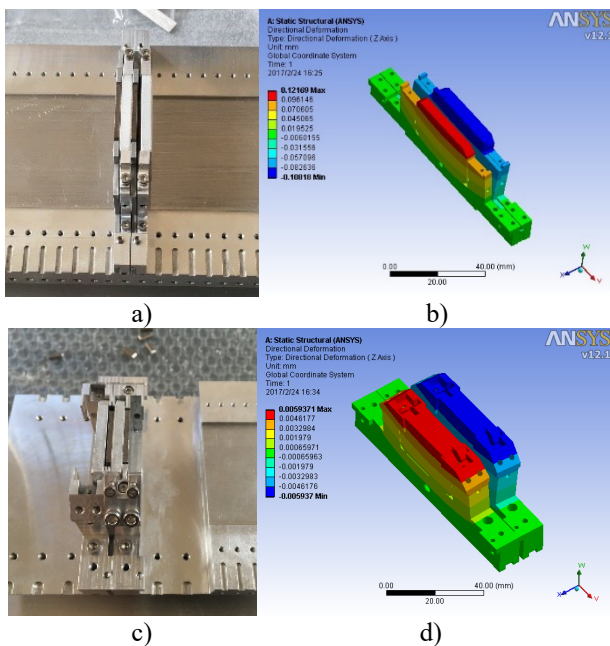 A: Static Structural (ANSYS)
Directional Deformation
Type: Directional Deformation ( Z Axis )
Unit: mm
Global Coordinate System
Time: 1
2017/2/24 16:25
0.12169 Max
0.096146
0.070605
0.045065
0.019525
-0.0060155
-0.031556
-0.057096
-0.082636
-0.10818 Min
ANSYS
v12.1
0.00
40.00 (mm)
20.00
W
X
Y
a)
b)
A: Static Structural (ANSYS)
Directional Deformation
Type: Directional Deformation ( Z Axis )
Unit: mm
Global Coordinate System
Time: 1
2017/2/24 16:34
0.0059371 Max
0.0046177
0.0032984
0.001979
0.00065971
-0.00065963
-0.001979
-0.0032983
-0.0046176
-0.005937 Min
ANSYS
v12.1
0.00
40.00 (mm)
20.00
W
X
Y
c)
d)